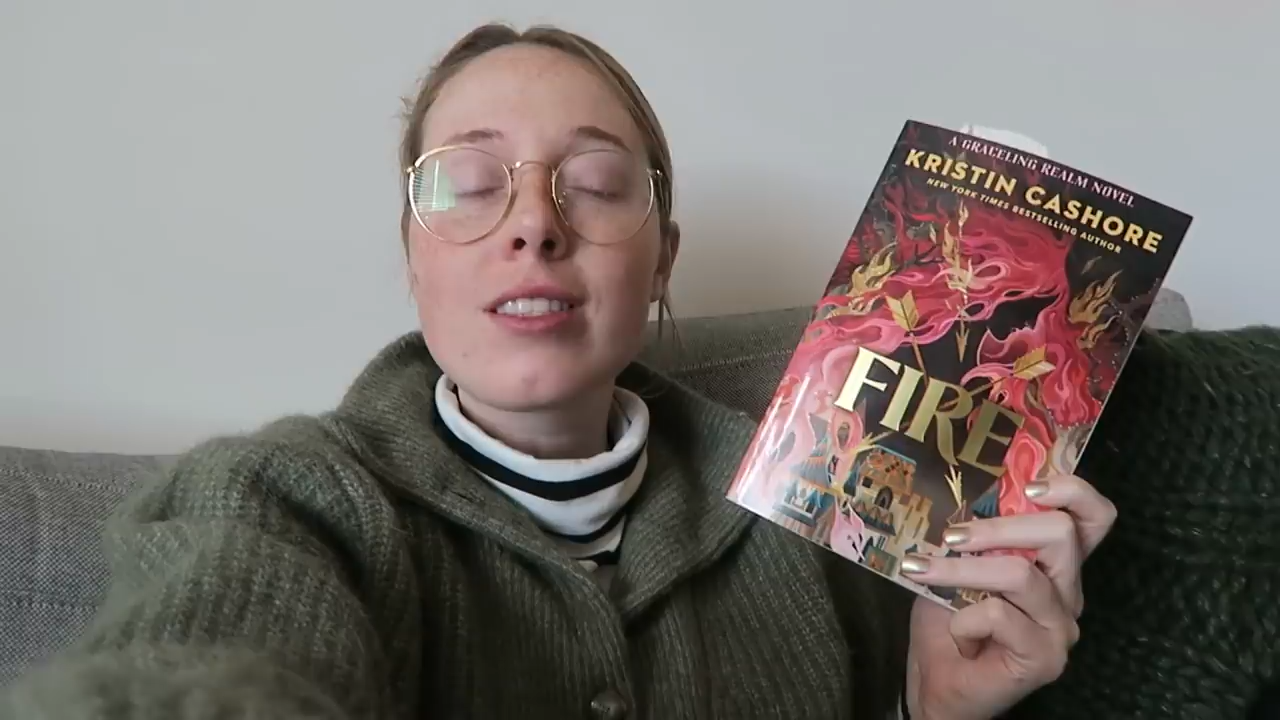 A GRACELING REALM NOVEL
KRISTIN CASHORE
NEW YORK TIMES BESTSELLING AUTHOR
FIRE